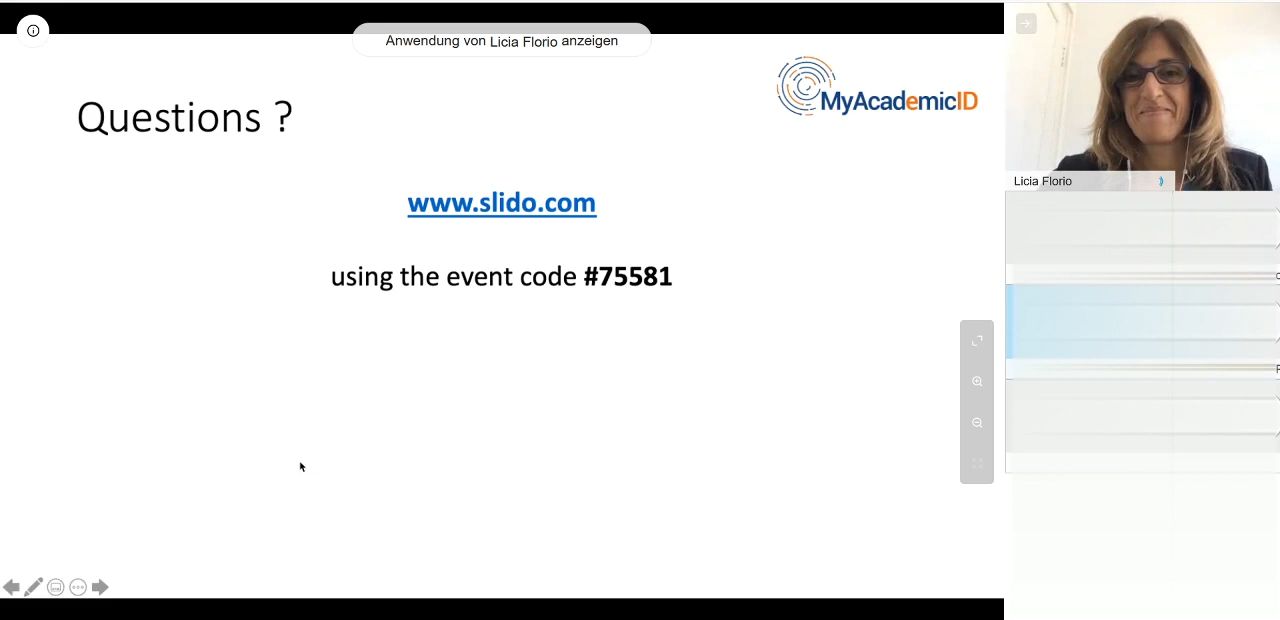 Anwendung von Licia Florio anzeigen
MyAcademicID
Questions ?
www.slido.com
using the event code #75581
Licia Florio